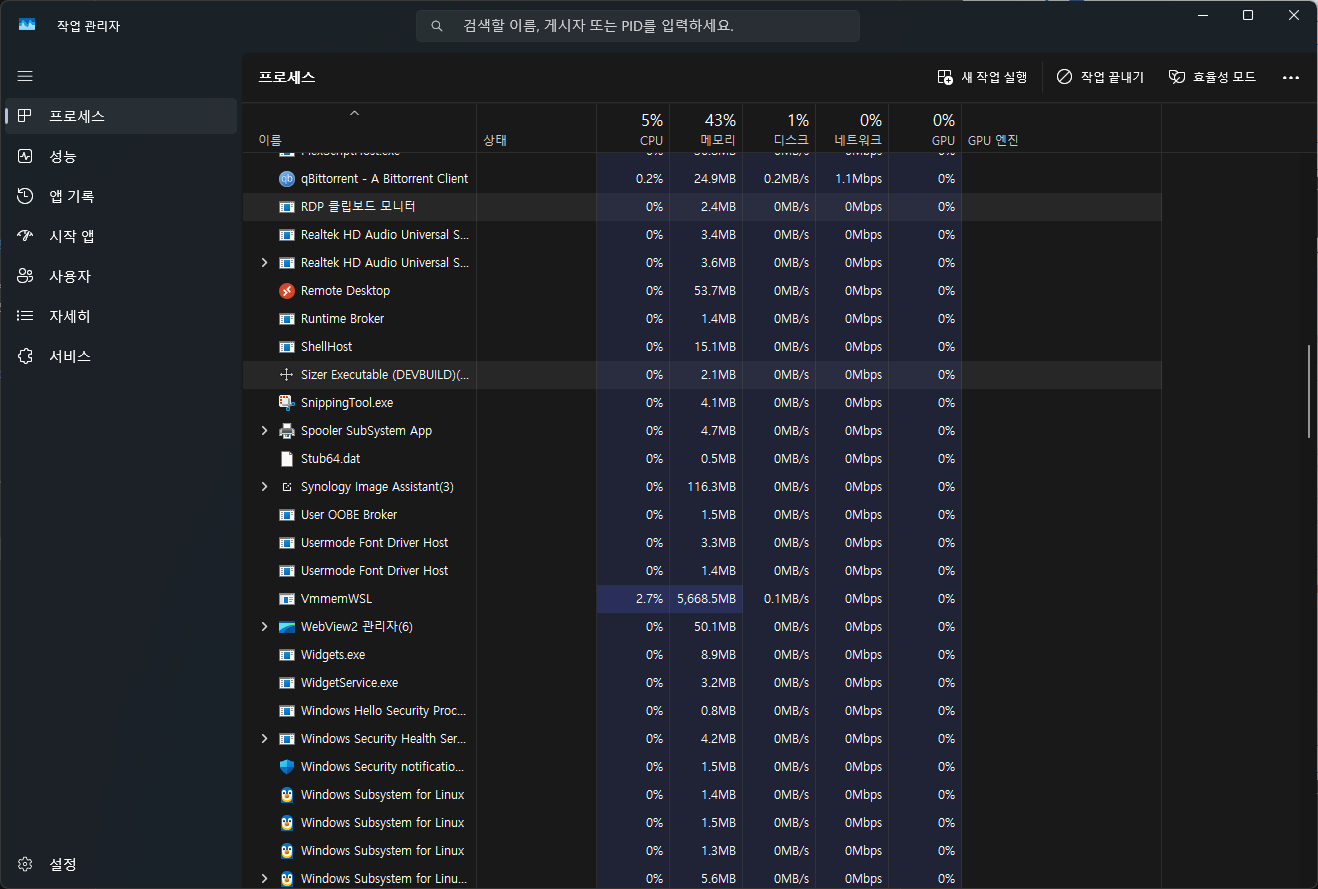 작업 관리자
검색할 이름, 게시자 또는 PID를 입력하세요.
프로세스
성능
앱 기록
시작 앱
사용자
자세히
서비스
설정
프로세스
새 작업 실행
작업 끝내기
효율성 모드
5% 43% 1% 0% 0%
이름 상태 CPU 메모리 디스크 네트워크 GPU GPU 엔진
qBittorrent - A Bittorrent Client 0.2% 24.9MB 0.2MB/s 1.1Mbps 0%
RDP 클립보드 모니터 0% 2.4MB 0MB/s 0Mbps 0%
Realtek HD Audio Universal S... 0% 3.4MB 0MB/s 0Mbps 0%
Realtek HD Audio Universal S... 0% 3.6MB 0MB/s 0Mbps 0%
Remote Desktop 0% 53.7MB 0MB/s 0Mbps 0%
Runtime Broker 0% 1.4MB 0MB/s 0Mbps 0%
ShellHost 0% 15.1MB 0MB/s 0Mbps 0%
Sizer Executable (DEVBUILD)(... 0% 2.1MB 0MB/s 0Mbps 0%
SnippingTool.exe 0% 4.1MB 0MB/s 0Mbps 0%
Spooler SubSystem App 0% 4.7MB 0MB/s 0Mbps 0%
Stub64.dat 0% 0.5MB 0MB/s 0Mbps 0%
Synology Image Assistant(3) 0% 116.3MB 0MB/s 0Mbps 0%
User OOBE Broker 0% 1.5MB 0MB/s 0Mbps 0%
Usermode Font Driver Host 0% 3.3MB 0MB/s 0Mbps 0%
Usermode Font Driver Host 0% 1.4MB 0MB/s 0Mbps 0%
VmmemWSL 2.7% 5,668.5MB 0.1MB/s 0Mbps 0%
WebView2 관리자(6) 0% 50.1MB 0MB/s 0Mbps 0%
Widgets.exe 0% 8.9MB 0MB/s 0Mbps 0%
WidgetService.exe 0% 3.2MB 0MB/s 0Mbps 0%
Windows Hello Security Proc... 0% 0.8MB 0MB/s 0Mbps 0%
Windows Security Health Ser... 0% 4.2MB 0MB/s 0Mbps 0%
Windows Security notificatio... 0% 1.5MB 0MB/s 0Mbps 0%
Windows Subsystem for Linux 0% 1.4MB 0MB/s 0Mbps 0%
Windows Subsystem for Linux 0% 1.5MB 0MB/s 0Mbps 0%
Windows Subsystem for Linux 0% 1.3MB 0MB/s 0Mbps 0%
Windows Subsystem for Linu... 0% 5.6MB 0MB/s 0Mbps 0%